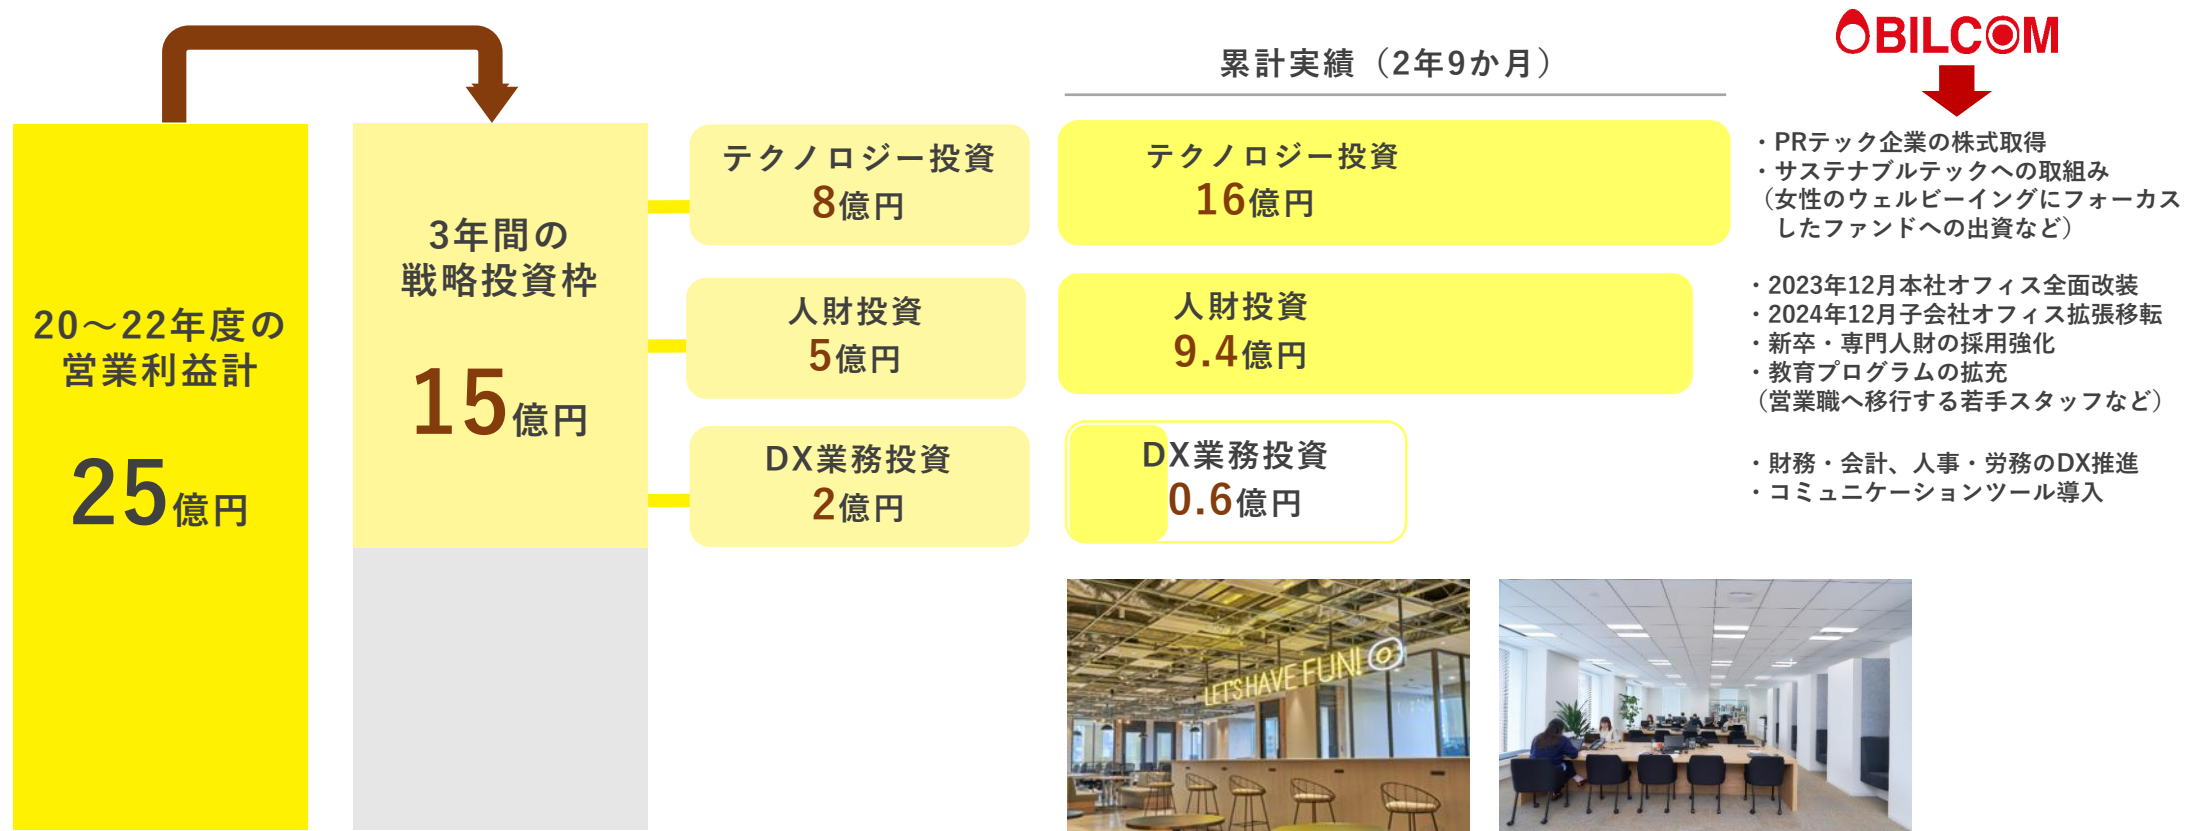 20〜22年度の
営業利益計
25億円
3年間の
戦略投資枠
15億円
テクノロジー投資
8億円
人財投資
5億円
DX業務投資
2億円
累計実績（2年9か月）
テクノロジー投資
16億円
人財投資
9.4億円
DX業務投資
0.6億円
BILCOM
・PRテック企業の株式取得
・サステナブルテックへの取組み
（女性のウェルビーイングにフォーカス
したファンドへの出資など）
・2023年12月本社オフィス全面改装
・2024年12月子会社オフィス拡張移転
・新卒・専門人財の採用強化
・教育プログラムの拡充
（営業職へ移行する若手スタッフなど）
・財務・会計、人事・労務のDX推進
・コミュニケーションツール導入
LET'S HAVE FUN!